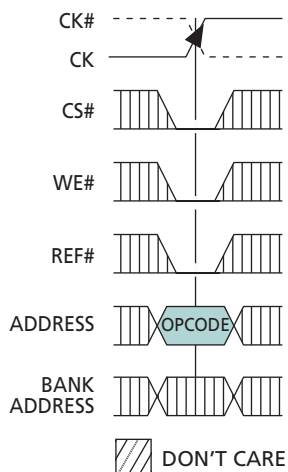 CK#
CK
CS#
WE#
REF#
ADDRESS
OPCODE
BANK
ADDRESS
DON'T CARE